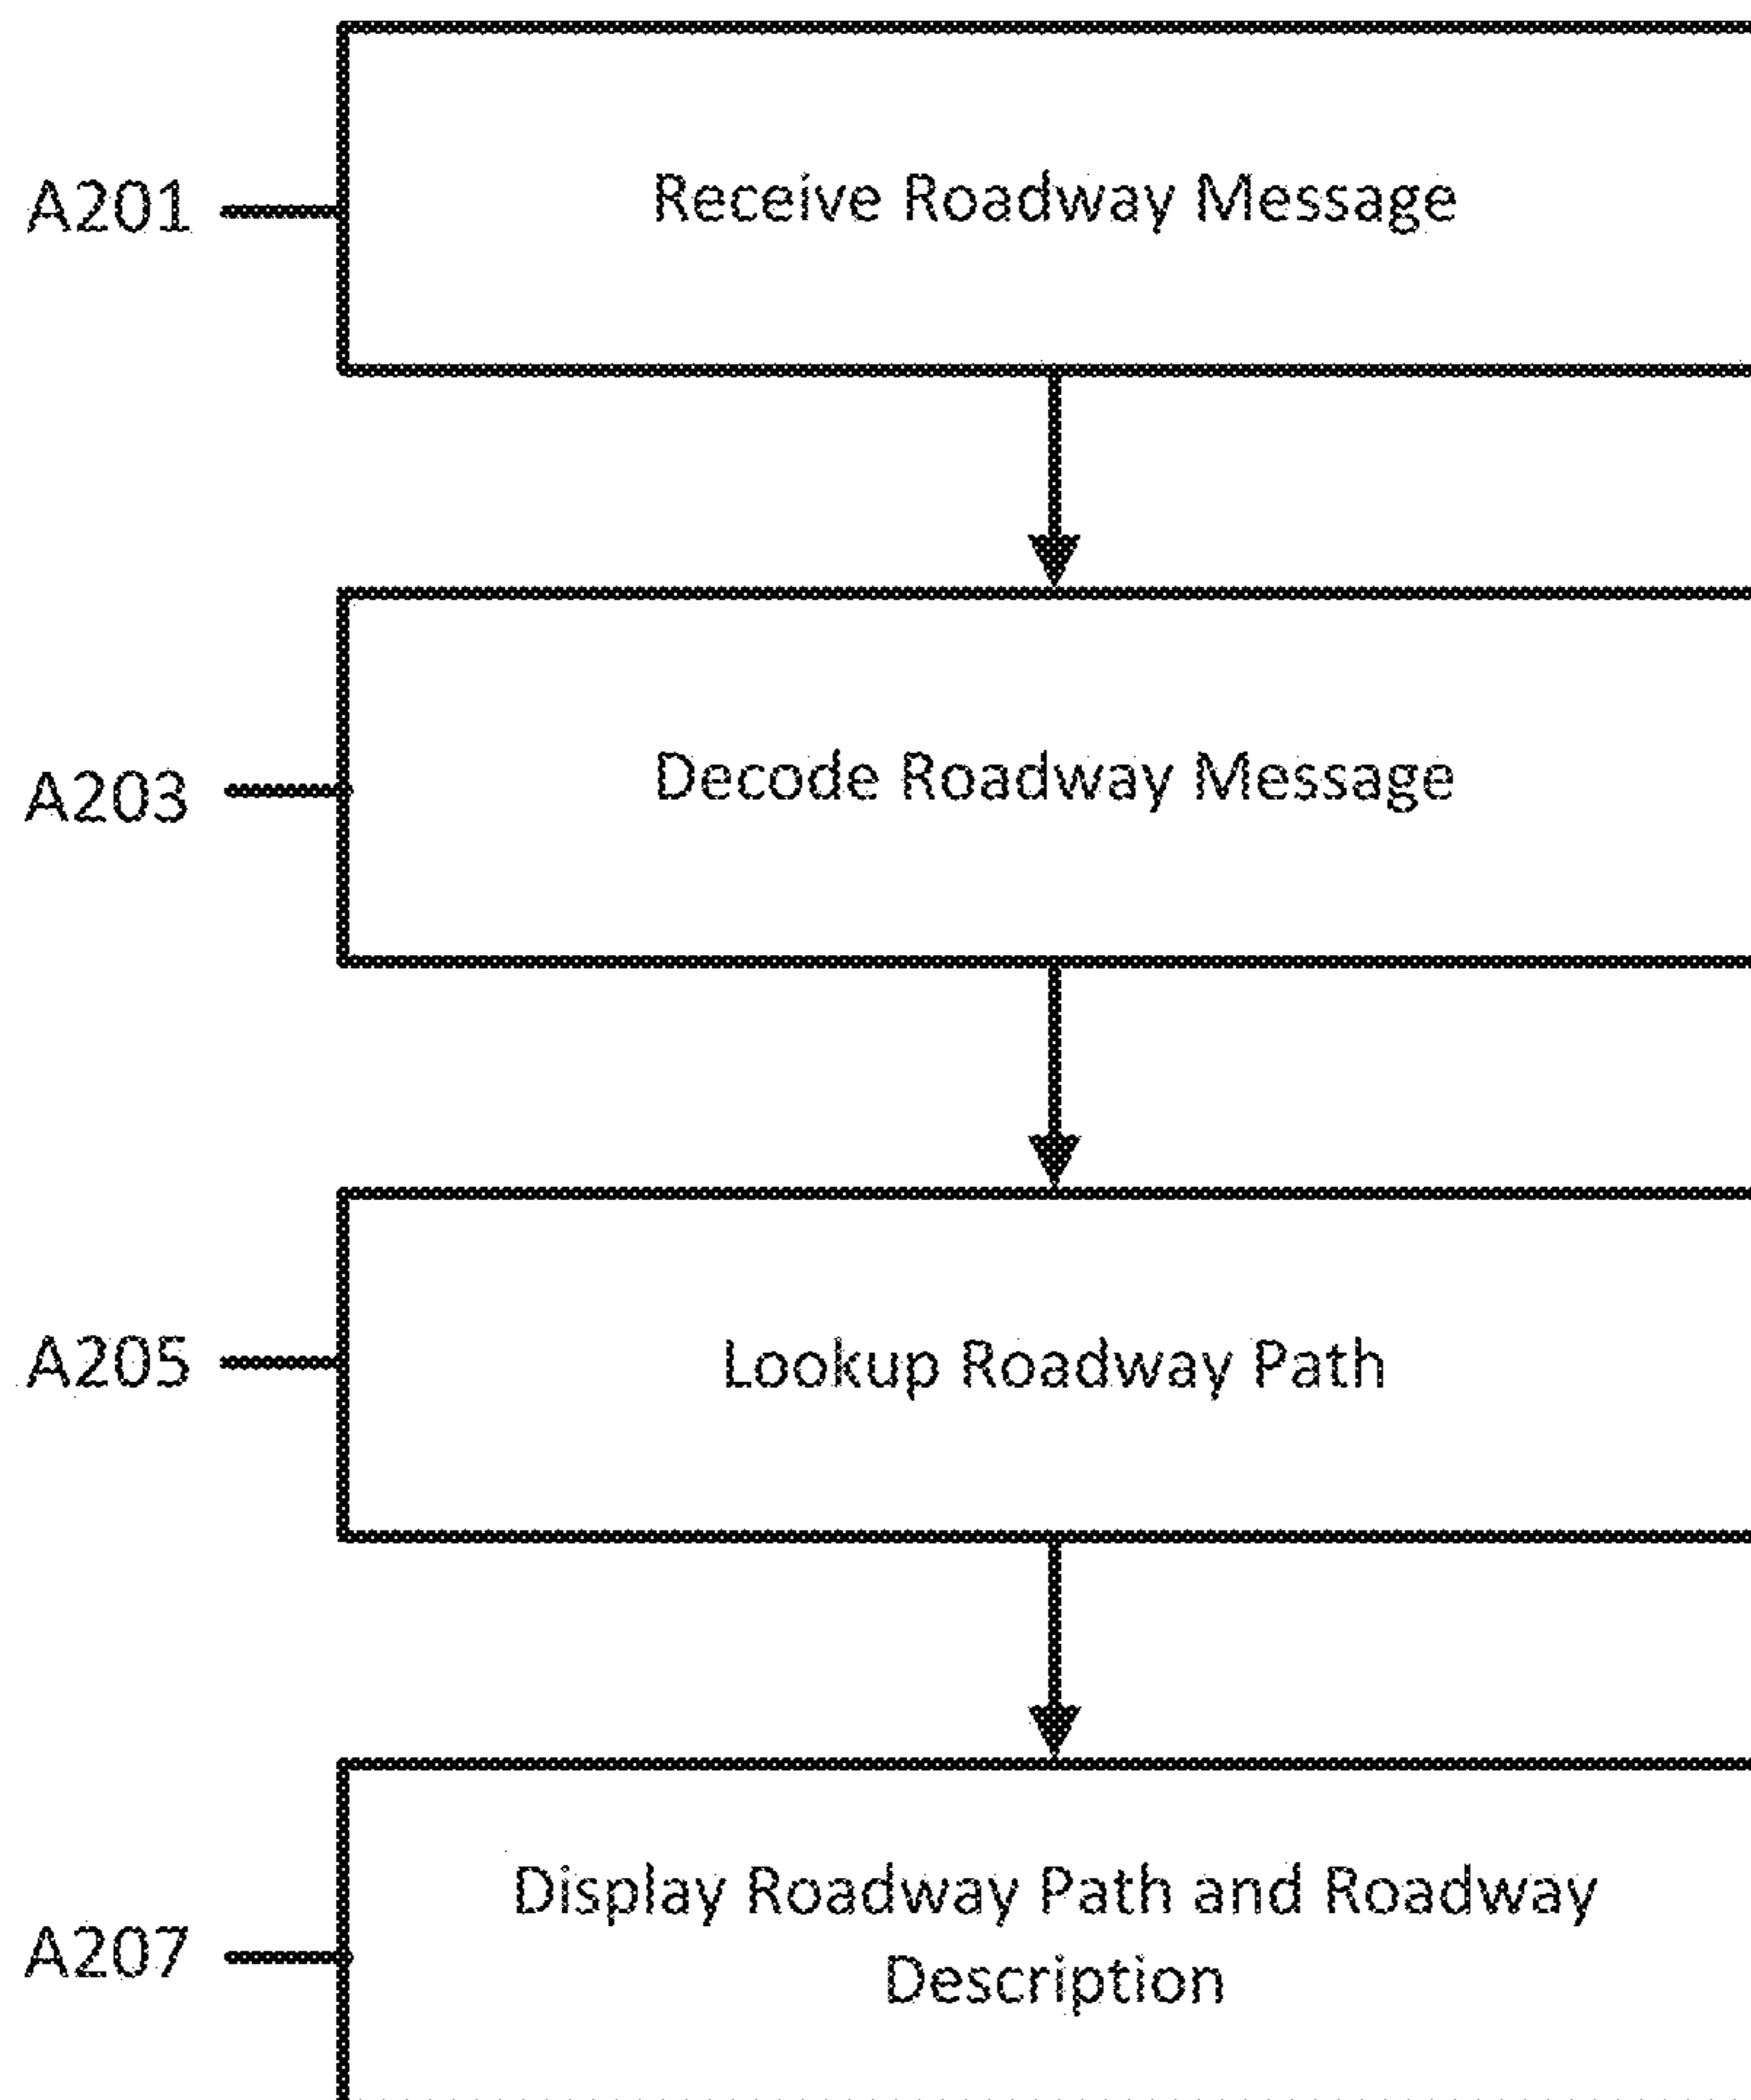 A201
Receive Roadway Message
A203
Decode Roadway Message
A205
Lookup Roadway Path
A207
Display Roadway Path and Roadway
Description